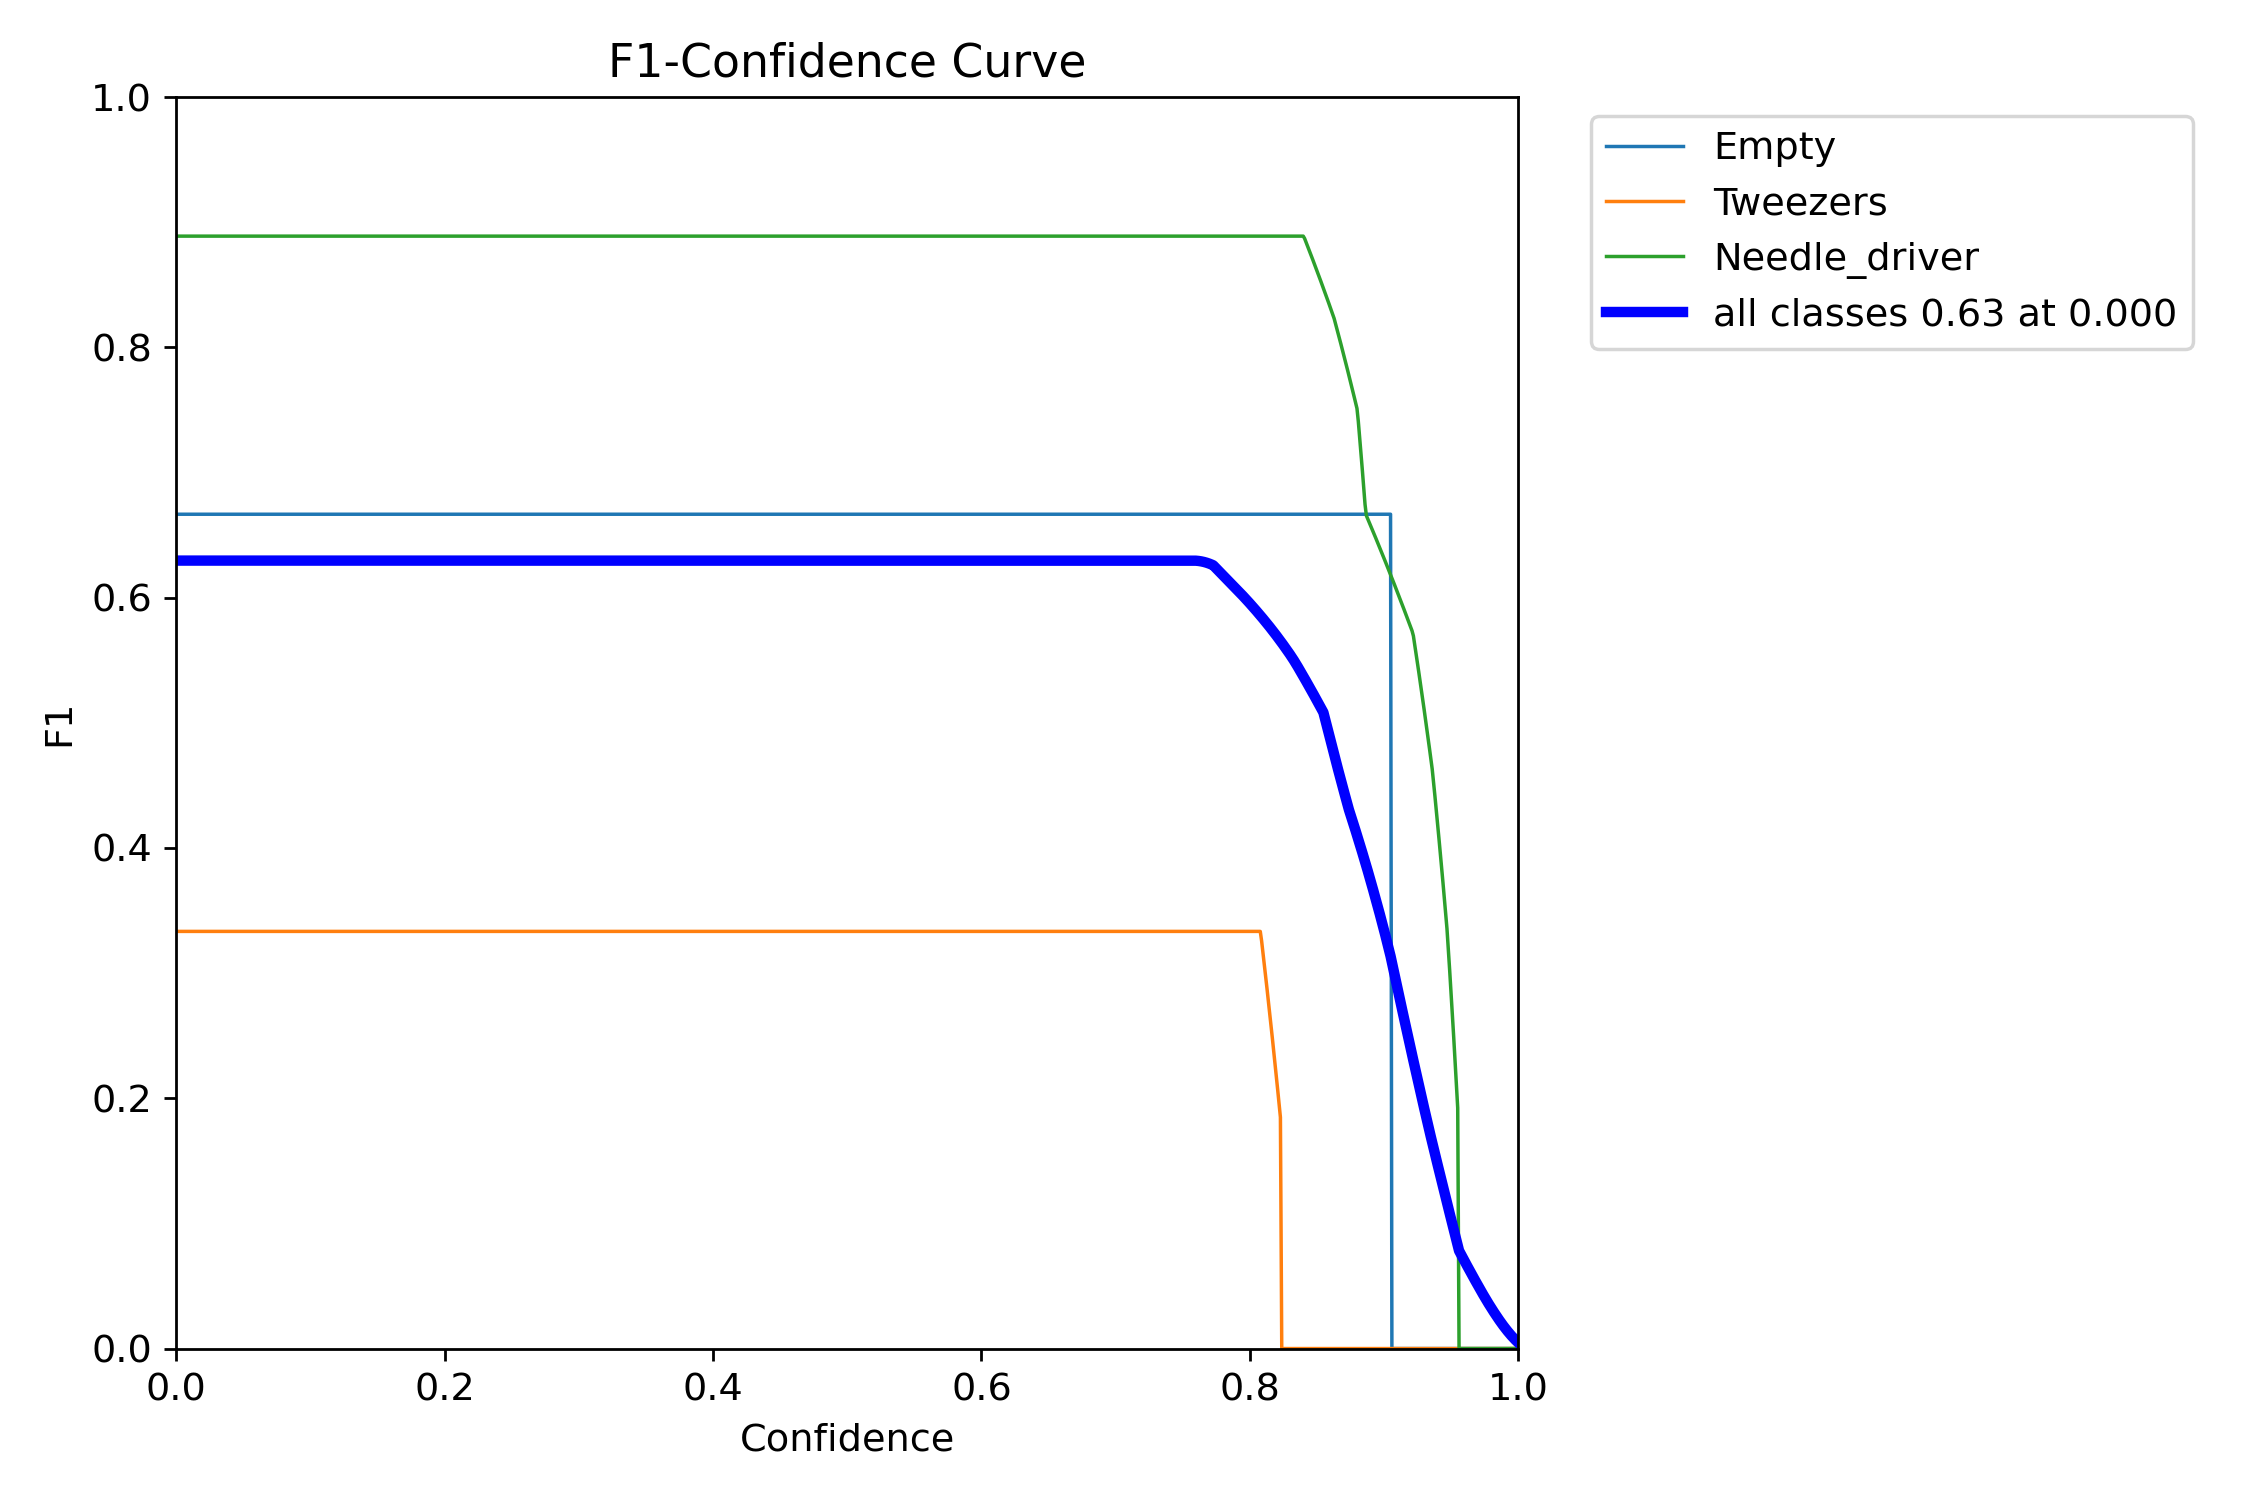 F1-Confidence Curve
1.0
0.8
0.6
0.4
0.2
0.0
F1
0.0 0.2 0.4 0.6 0.8 1.0
Confidence
Empty
Tweezers
Needle_driver
all classes 0.63 at 0.000